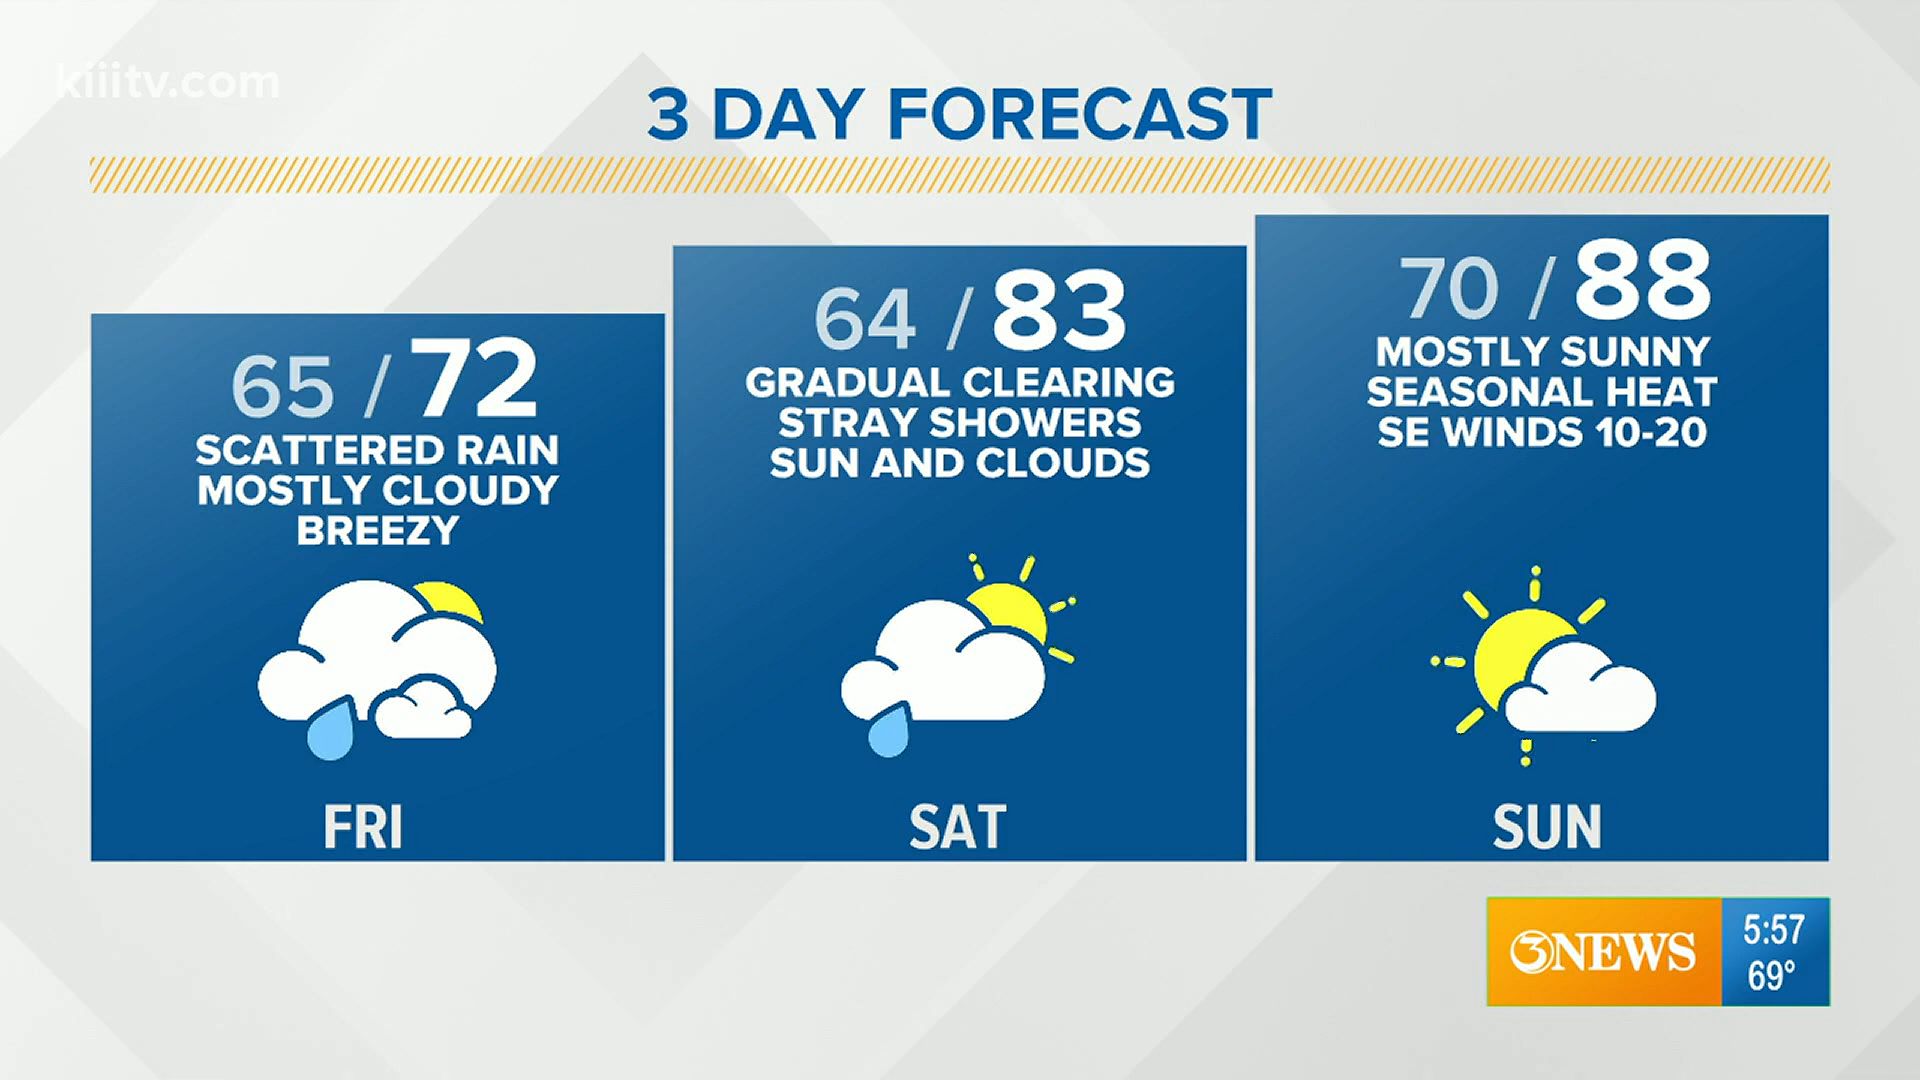 kiiitv.com
3 DAY FORECAST
65 / 72
SCATTERED RAIN
MOSTLY CLOUDY
BREEZY
FRI
64 / 83
GRADUAL CLEARING
STRAY SHOWERS
SUN AND CLOUDS
SAT
70 / 88
MOSTLY SUNNY
SEASONAL HEAT
SE WINDS 10-20
SUN
3NEWS
5:57
69°